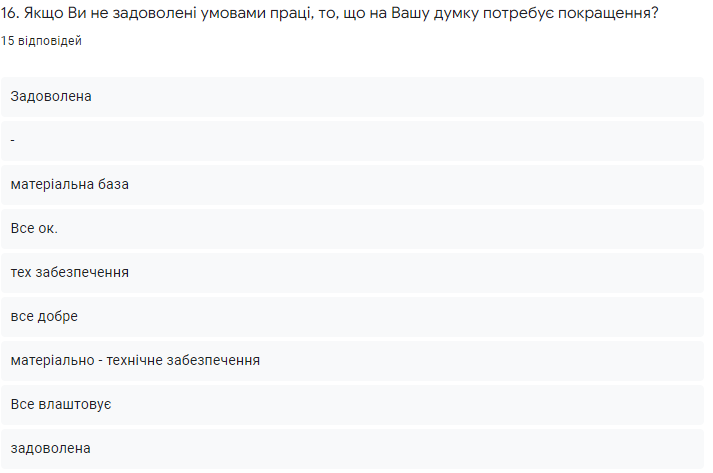 16. Якщо Ви не задоволені умовами праці, то, що на Вашу думку потребує покращення?
15 відповідей
Задоволена
-
матеріальна база
Все ок.
тех забезпечення
все добре
матеріально - технічне забезпечення
Все влаштовує
задоволена